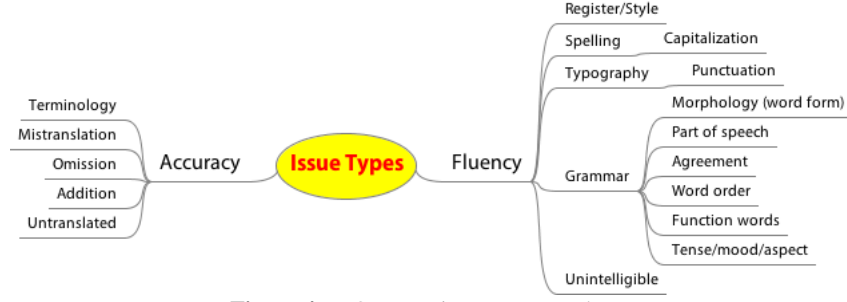 Issue Types
Accuracy
Terminology
Mistranslation
Omission
Addition
Untranslated
Fluency
Register/Style
Spelling
Capitalization
Typography
Punctuation
Grammar
Morphology (word form)
Part of speech
Agreement
Word order
Function words
Tense/mood/aspect
Unintelligible